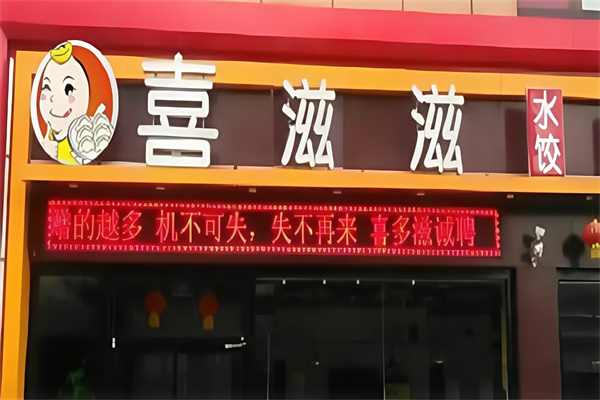 喜滋滋
水饺
的越多 机不可失，失不再来 喜多滋诚聘